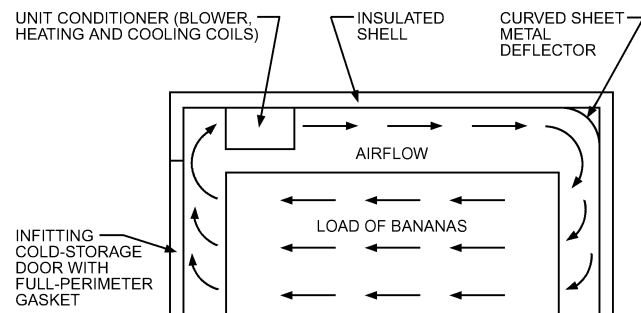 UNIT CONDITIONER (BLOWER,
HEATING AND COOLING COILS)
INSULATED
SHELL
CURVED SHEET
METAL
DEFLECTOR
AIRFLOW
LOAD OF BANANAS
INFITTING
COLD-STORAGE
DOOR WITH
FULL-PERIMETER
GASKET